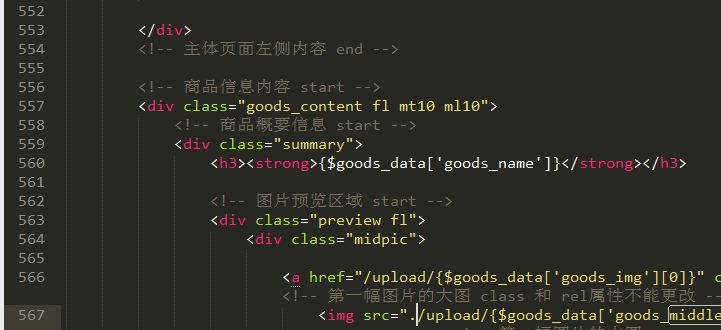 552
553 </div>
554 <!-- 主体页面左侧内容 end -->
555
556 <!-- 商品信息内容 start -->
557 <div class="goods_content fl mt10 ml10">
558 <!-- 商品概要信息 start -->
559 <div class="summary">
560 <h3><strong>{$goods_data['goods_name']}</strong></h3>
561
562 <!-- 图片预览区域 start -->
563 <div class="preview fl">
564 <div class="midpic">
565
566 <a href="/upload/{$goods_data['goods_img'][0]}" c
<!-- 第一幅图片的大图 class 和 rel属性不能更改 --
567 <img src="./upload/{$goods_data['goods_middle